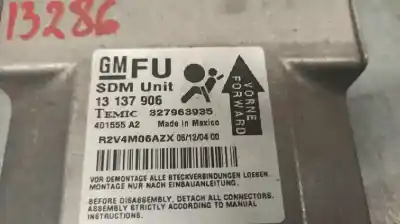 13286
GM FU
SDM Unit
13 137 906
TEMIC 327963935
401555 A2 Made in Mexico
R2V4M06AZX 06/12/04 00
VORNE
FORWARD
VOR DEMONTAGE ALLE STECKVERBINDUNGEN LOESEN
MONTAGE NUR NACH EINBAUANLEITUNG.
BEFORE DISASSEMBLY, DETACH ALL CONNECTORS.
ASSEMBLY STRICTLY ACCORDING TO MANUAL
INSTRUCTIONS.